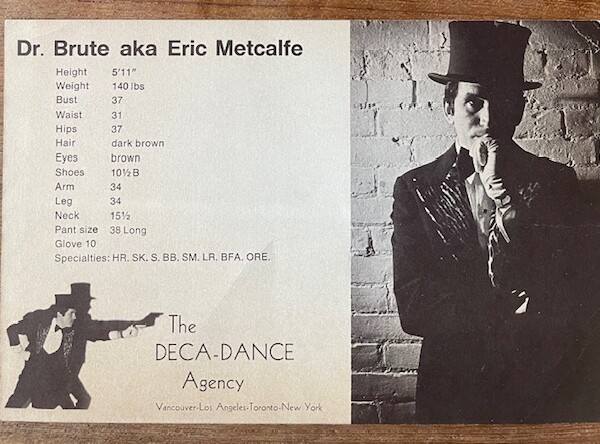 Dr. Brute aka Eric Metcalfe
Height 5'11"
Weight 140 lbs
Bust 37
Waist 31
Hips 37
Hair dark brown
Eyes brown
Shoes 10½ B
Arm 34
Leg 34
Neck 15½
Pant size 38 Long
Glove 10
Specialties: HR. SK. S. BB. SM. LR. BFA. ORE.
The
DECA-DANCE
Agency
Vancouver-Los Angeles-Toronto-New York